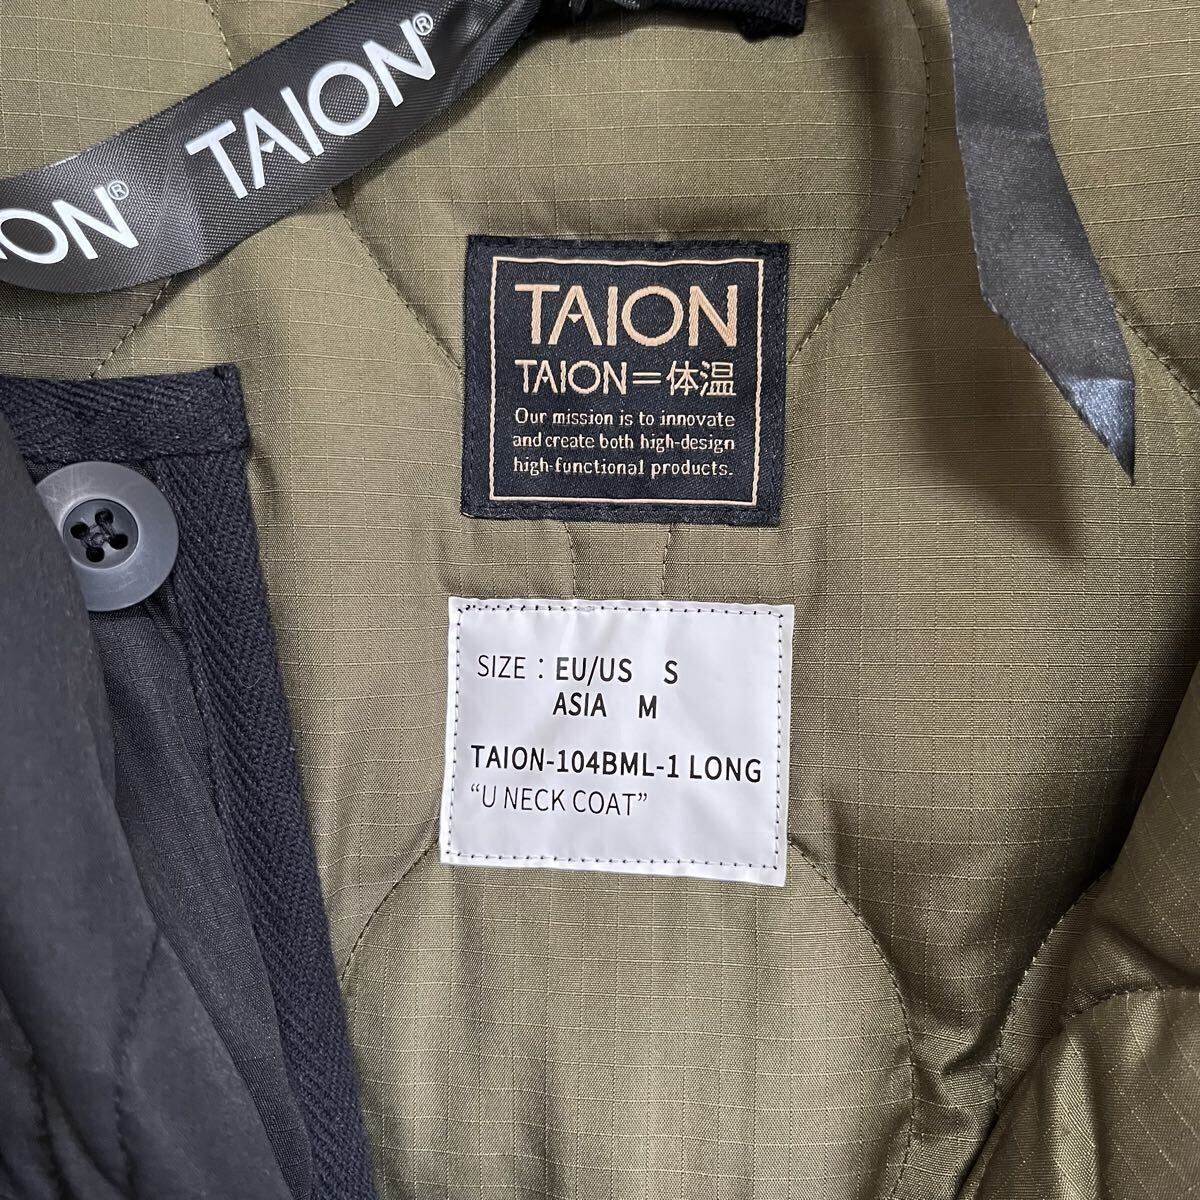 TAION®
ION®
TAION
TAION=体温
Our mission is to innovate
and create both high-design
high-functional products.
SIZE : EU/US S
ASIA M
TAION-104BML-1 LONG
“U NECK COAT”